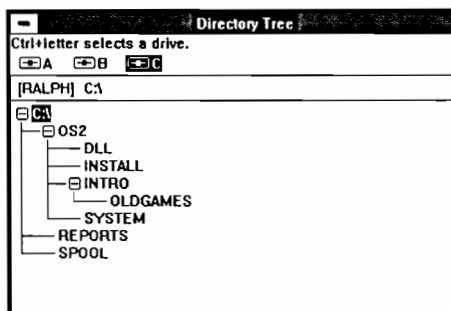 Directory Tree
Ctrl+letter selects a drive.
A B C
[RALPH] C:\
C:\
OS2
DLL
INSTALL
INTRO
OLDGAMES
SYSTEM
REPORTS
SPOOL